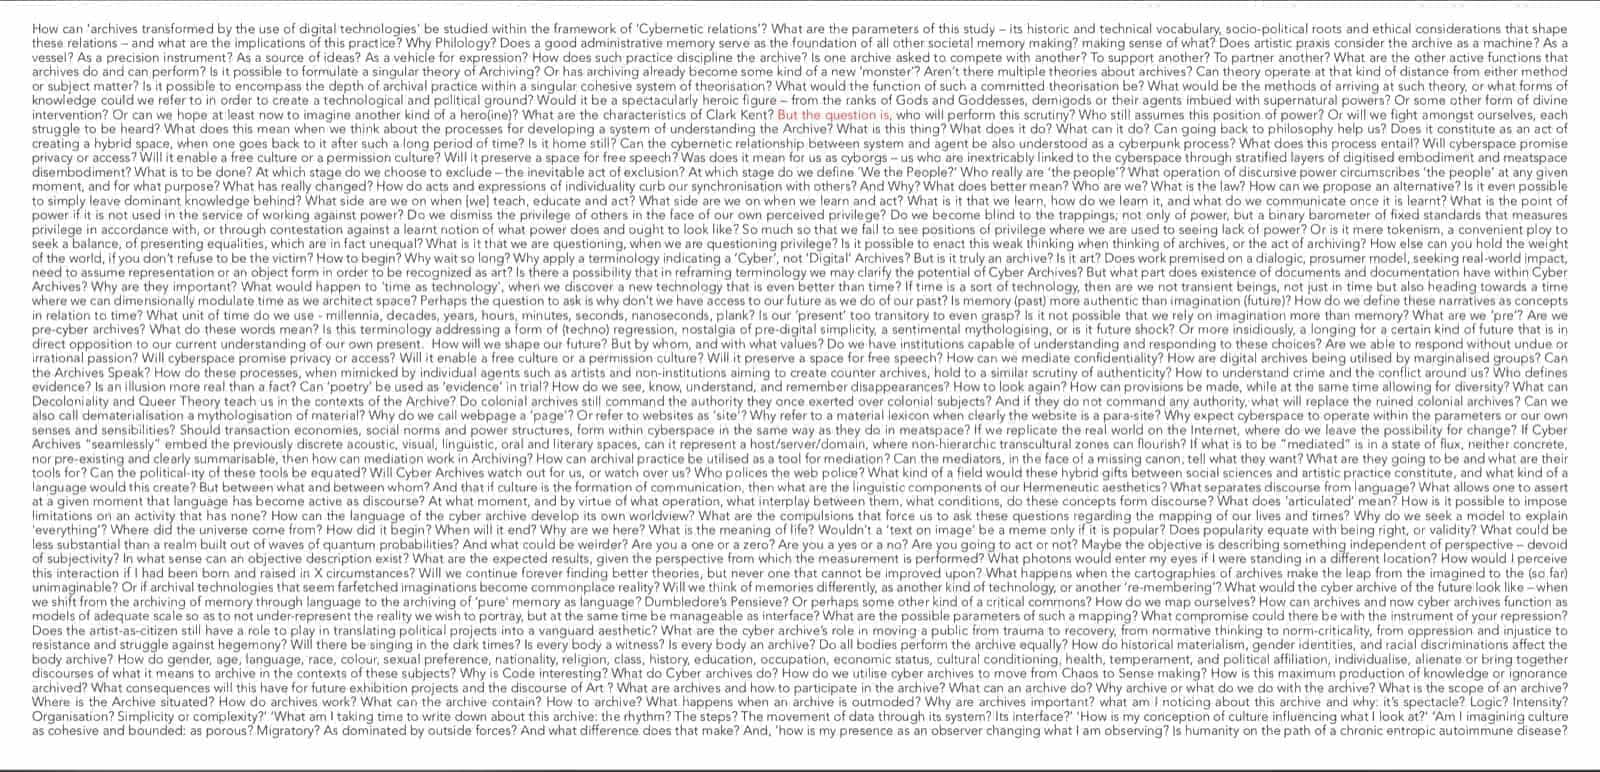 How can 'archives transformed by the use of digital technologies' be studied within the framework of 'Cybernetic relations'? What are the parameters of this study – its historic and technical vocabulary, socio-political roots and ethical considerations that shape
these relations – and what are the implications of this practice? Why Philology? Does a good administrative memory serve as the foundation of all other societal memory making? making sense of what? Does artistic praxis consider the archive as a machine? As a
vessel? As a precision instrument? As a source of ideas? As a vehicle for expression? How does such practice discipline the archive? Is one archive asked to compete with another? To support another? To partner another? What are the other active functions that
archives do and can perform? Is it possible to formulate a singular theory of Archiving? Or has archiving already become some kind of a new 'monster'? Aren't there multiple theories about archives? Can theory operate at that kind of distance from either method
or subject matter? Is it possible to encompass the depth of archival practice within a singular cohesive system of theorisation? What would the function of such a committed theorisation be? What would be the methods of arriving at such theory, or what forms of
knowledge could we refer to in order to create a technological and political ground? Would it be a spectacularly heroic figure – from the ranks of Gods and Goddesses, demigods or their agents imbued with supernatural powers? Or some other form of divine
intervention? Or can we hope at least now to imagine another kind of a hero(ine)? What are the characteristics of Clark Kent? But the question is, who will perform this scrutiny? Who still assumes this position of power? Or will we fight amongst ourselves, each
struggle to be heard? What does this mean when we think about the processes for developing a system of understanding the Archive? What is this thing? What does it do? What can it do? Can going back to philosophy help us? Does it constitute as an act of
creating a hybrid space, when one goes back to it after such a long period of time? Is it home still? Can the cybernetic relationship between system and agent be also understood as a cyberpunk process? What does this process entail? Will cyberspace promise
privacy or access? Will it enable a free culture or a permission culture? Will it preserve a space for free speech? Was does it mean for us as cyborgs – us who are inextricably linked to the cyberspace through stratified layers of digitised embodiment and meatspace
disembodiment? What is to be done? At which stage do we choose to exclude – the inevitable act of exclusion? At which stage do we define 'We the People?' Who really are 'the people'? What operation of discursive power circumscribes 'the people' at any given
moment, and for what purpose? What has really changed? How do acts and expressions of individuality curb our synchronisation with others? And Why? What does better mean? Who are we? What is the law? How can we propose an alternative? Is it even possible
to simply leave dominant knowledge behind? What side are we on when [we] teach, educate and act? What side are we on when we learn and act? What is it that we learn, how do we learn it, and what do we communicate once it is learnt? What is the point of
power if it is not used in the service of working against power? Do we dismiss the privilege of others in the face of our own perceived privilege? Do we become blind to the trappings; not only of power, but a binary barometer of fixed standards that measures
privilege in accordance with, or through contestation against a learnt notion of what power does and ought to look like? So much so that we fail to see positions of privilege where we are used to seeing lack of power? Or is it mere tokenism, a convenient ploy to
seek a balance, of presenting equalities, which are in fact unequal? What is it that we are questioning, when we are questioning privilege? Is it possible to enact this weak thinking when thinking of archives, or the act of archiving? How else can you hold the weight
of the world, if you don't refuse to be the victim? How to begin? Why wait so long? Why apply a terminology indicating a 'Cyber', not 'Digital' Archives? But is it truly an archive? Is it art? Does work premised on a dialogic, prosumer model, seeking real-world impact,
need to assume representation or an object form in order to be recognized as art? Is there a possibility that in reframing terminology we may clarify the potential of Cyber Archives? But what part does existence of documents and documentation have within Cyber
Archives? Why are they important? What would happen to 'time as technology', when we discover a new technology that is even better than time? If time is a sort of technology, then are we not transient beings, not just in time but also heading towards a time
where we can dimensionally modulate time as we architect space? Perhaps the question to ask is why don't we have access to our future as we do of our past? Is memory (past) more authentic than imagination (future)? How do we define these narratives as concepts
in relation to time? What unit of time do we use - millennia, decades, years, hours, minutes, seconds, nanoseconds, plank? Is our 'present' too transitory to even grasp? Is it not possible that we rely on imagination more than memory? What are we 'pre'? Are we
pre-cyber archives? What do these words mean? Is this terminology addressing a form of (techno) regression, nostalgia of pre-digital simplicity, a sentimental mythologising, or is it future shock? Or more insidiously, a longing for a certain kind of future that is in
direct opposition to our current understanding of our own present. How will we shape our future? But by whom, and with what values? Do we have institutions capable of understanding and responding to these choices? Are we able to respond without undue or
irrational passion? Will cyberspace promise privacy or access? Will it enable a free culture or a permission culture? Will it preserve a space for free speech? How can we mediate confidentiality? How are digital archives being utilised by marginalised groups? Can
the Archives Speak? How do these processes, when mimicked by individual agents such as artists and non-institutions aiming to create counter archives, hold to a similar scrutiny of authenticity? How to understand crime and the conflict around us? Who defines
evidence? Is an illusion more real than a fact? Can 'poetry' be used as 'evidence' in trial? How do we see, know, understand, and remember disappearances? How to look again? How can provisions be made, while at the same time allowing for diversity? What can
Decoloniality and Queer Theory teach us in the contexts of the Archive? Do colonial archives still command the authority they once exerted over colonial subjects? And if they do not command any authority, what will replace the ruined colonial archives? Can we
also call dematerialisation a mythologisation of material? Why do we call webpage a 'page'? Or refer to websites as 'site'? Why refer to a material lexicon when clearly the website is a para-site? Why expect cyberspace to operate within the parameters or our own
senses and sensibilities? Should transaction economies, social norms and power structures, form within cyberspace in the same way as they do in meatspace? If we replicate the real world on the Internet, where do we leave the possibility for change? If Cyber
Archives "seamlessly" embed the previously discrete acoustic, visual, linguistic, oral and literary spaces, can it represent a host/server/domain, where non-hierarchic transcultural zones can flourish? If what is to be "mediated" is in a state of flux, neither concrete,
nor pre-existing and clearly summarisable, then how can mediation work in Archiving? How can archival practice be utilised as a tool for mediation? Can the mediators, in the face of a missing canon, tell what they want? What are they going to be and what are their
tools for? Can the political-ity of these tools be equated? Will Cyber Archives watch out for us, or watch over us? Who polices the web police? What kind of a field would these hybrid gifts between social sciences and artistic practice constitute, and what kind of a
language would this create? But between what and between whom? And that if culture is the formation of communication, then what are the linguistic components of our Hermeneutic aesthetics? What separates discourse from language? What allows one to assert
at a given moment that language has become active as discourse? At what moment, and by virtue of what operation, what interplay between them, what conditions, do these concepts form discourse? What does 'articulated' mean? How is it possible to impose
limitations on an activity that has none? How can the language of the cyber archive develop its own worldview? What are the compulsions that force us to ask these questions regarding the mapping of our lives and times? Why do we seek a model to explain
'everything'? Where did the universe come from? How did it begin? When will it end? Why are we here? What is the meaning of life? Wouldn't a 'text on image' be a meme only if it is popular? Does popularity equate with being right, or validity? What could be
less substantial than a realm built out of waves of quantum probabilities? And what could be weirder? Are you a one or a zero? Are you a yes or a no? Are you going to act or not? Maybe the objective is describing something independent of perspective – devoid
of subjectivity? In what sense can an objective description exist? What are the expected results, given the perspective from which the measurement is performed? What photons would enter my eyes if I were standing in a different location? How would I perceive
this interaction if I had been born and raised in X circumstances? Will we continue forever finding better theories, but never one that cannot be improved upon? What happens when the cartographies of archives make the leap from the imagined to the (so far)
unimaginable? Or if archival technologies that seem farfetched imaginations become commonplace reality? Will we think of memories differently, as another kind of technology, or another 're-membering'? What would the cyber archive of the future look like – when
we shift from the archiving of memory through language to the archiving of 'pure' memory as language? Dumbledore's Pensieve? Or perhaps some other kind of a critical commons? How do we map ourselves? How can archives and now cyber archives function as
models of adequate scale so as to not under-represent the reality we wish to portray, but at the same time be manageable as interface? What are the possible parameters of such a mapping? What compromise could there be with the instrument of your repression?
Does the artist-as-citizen still have a role to play in translating political projects into a vanguard aesthetic? What are the cyber archive's role in moving a public from trauma to recovery, from normative thinking to norm-criticality, from oppression and injustice to
resistance and struggle against hegemony? Will there be singing in the dark times? Is every body a witness? Is every body an archive? Do all bodies perform the archive equally? How do historical materialism, gender identities, and racial discriminations affect the
body archive? How do gender, age, language, race, colour, sexual preference, nationality, religion, class, history, education, occupation, economic status, cultural conditioning, health, temperament, and political affiliation, individualise, alienate or bring together
discourses of what it means to archive in the contexts of these subjects? Why is Code interesting? What do Cyber archives do? How do we utilise cyber archives to move from Chaos to Sense making? How is this maximum production of knowledge or ignorance
archived? What consequences will this have for future exhibition projects and the discourse of Art ? What are archives and how to participate in the archive? What can an archive do? Why archive or what do we do with the archive? What is the scope of an archive?
Where is the Archive situated? How do archives work? What can the archive contain? How to archive? What happens when an archive is outmoded? Why are archives important? what am I noticing about this archive and why: it's spectacle? Logic? Intensity?
Organisation? Simplicity or complexity?' 'What am I taking time to write down about this archive: the rhythm? The steps? The movement of data through its system? Its interface?' 'How is my conception of culture influencing what I look at?' 'Am I imagining culture
as cohesive and bounded: as porous? Migratory? As dominated by outside forces? And what difference does that make? And, 'how is my presence as an observer changing what I am observing? Is humanity on the path of a chronic entropic autoimmune disease?